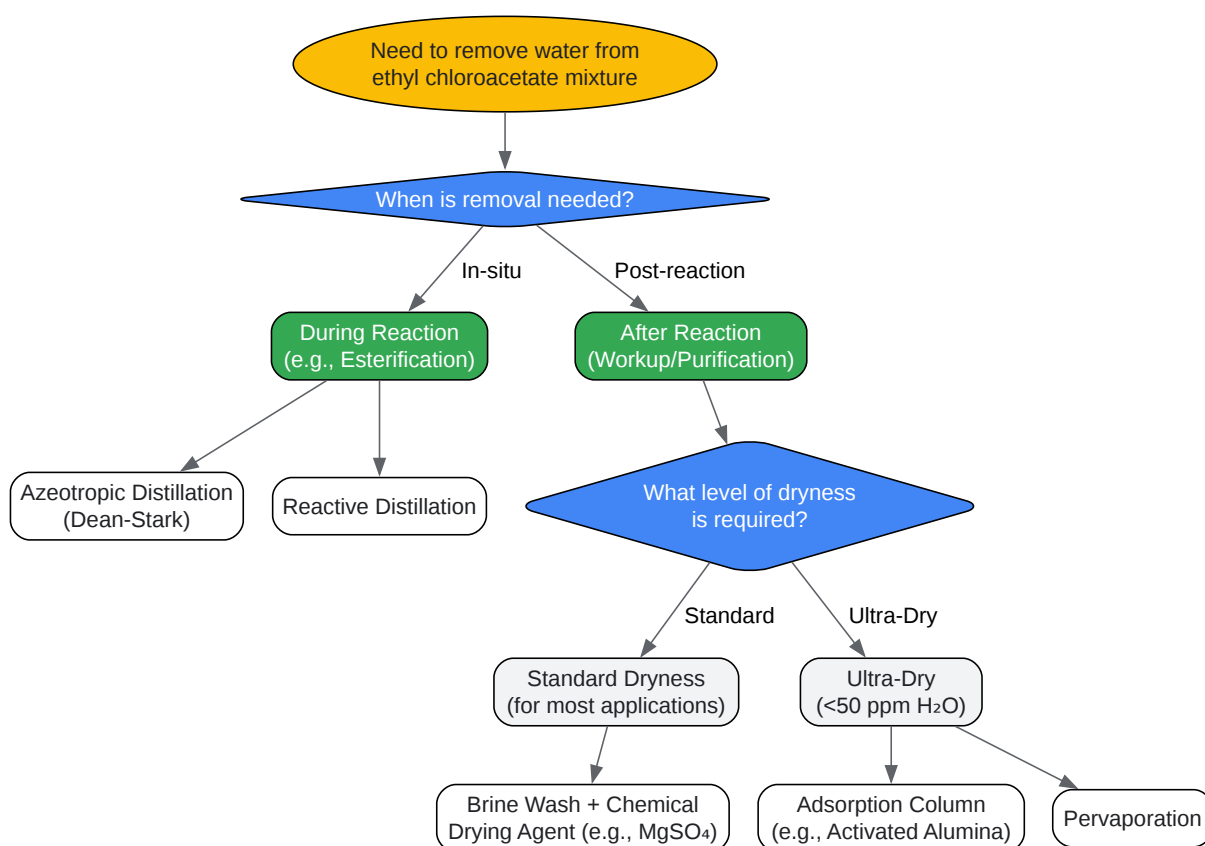 Need to remove water from
ethyl chloroacetate mixture
When is removal needed?
In-situ
Post-reaction
During Reaction
(e.g., Esterification)
After Reaction
(Workup/Purification)
Azeotropic Distillation
(Dean-Stark)
Reactive Distillation
What level of dryness
is required?
Standard
Ultra-Dry
Standard Dryness
(for most applications)
Ultra-Dry
(<50 ppm H₂O)
Brine Wash + Chemical
Drying Agent (e.g., MgSO₄)
Adsorption Column
(e.g., Activated Alumina)
Pervaporation